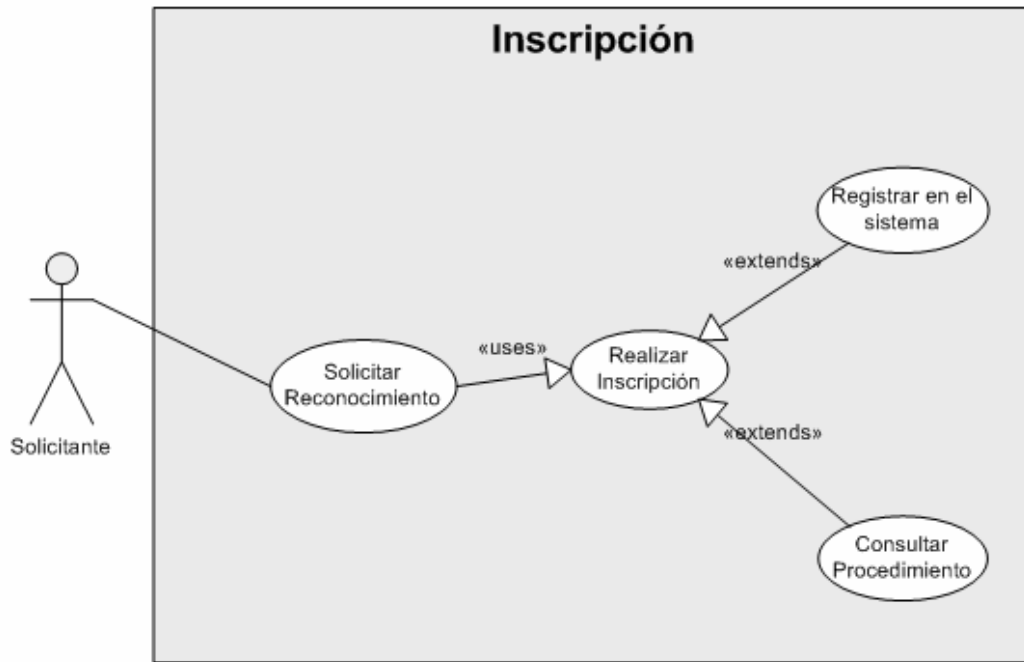 Inscripción
Registrar en el
sistema
«extends»
«uses»
Realizar
Inscripción
Solicitar
Reconocimiento
«extends»
Solicitante
Consultar
Procedimiento